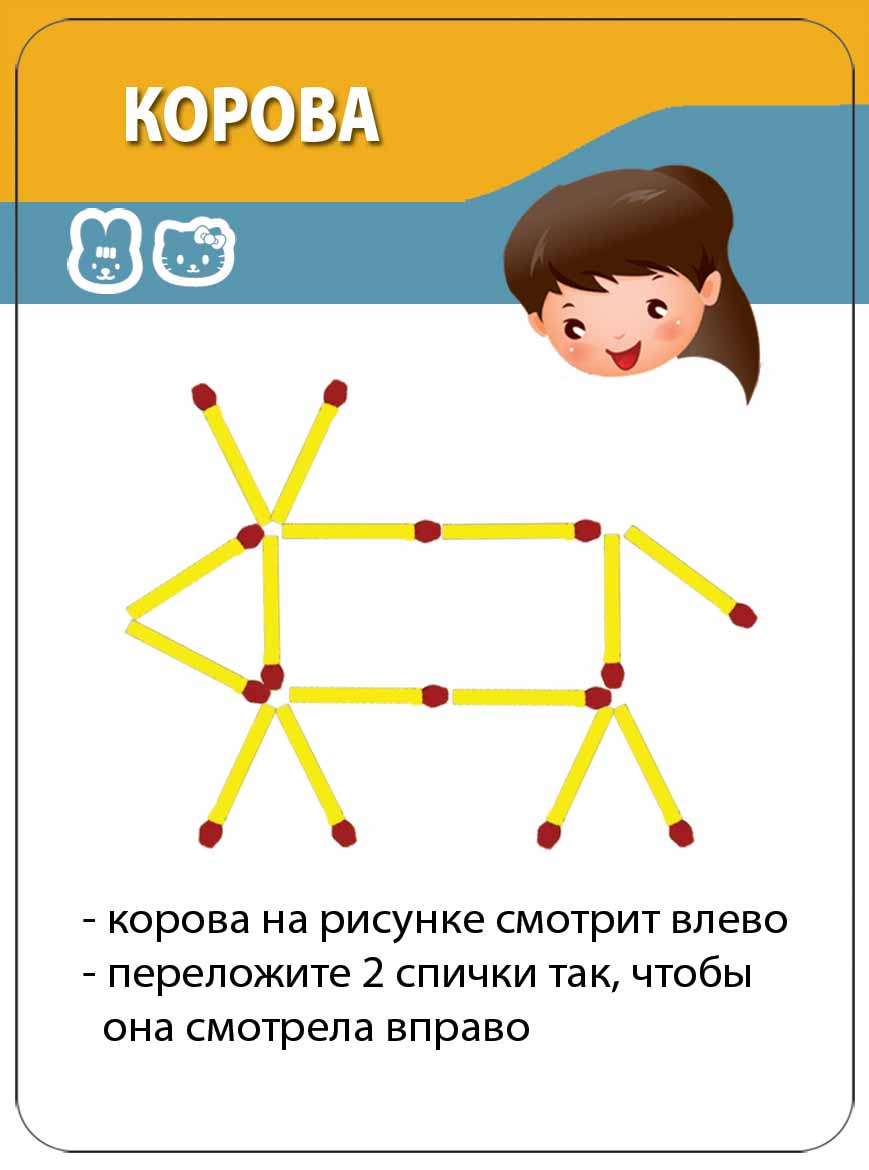 КОРОВА
- корова на рисунке смотрит влево
- переложите 2 спички так, чтобы
она смотрела вправо